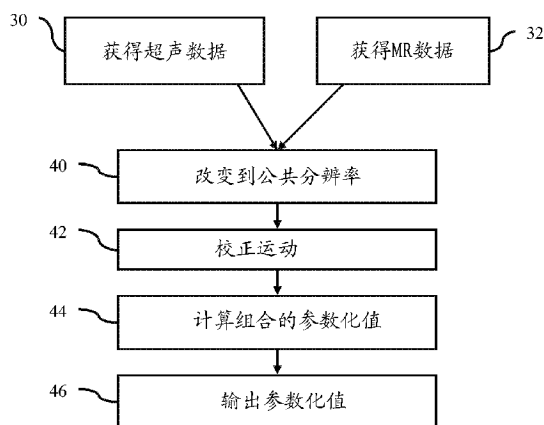 30
获得超声数据
获得MR数据
32
40
改变到公共分辨率
42
校正运动
44
计算组合的参数化值
46
输出参数化值